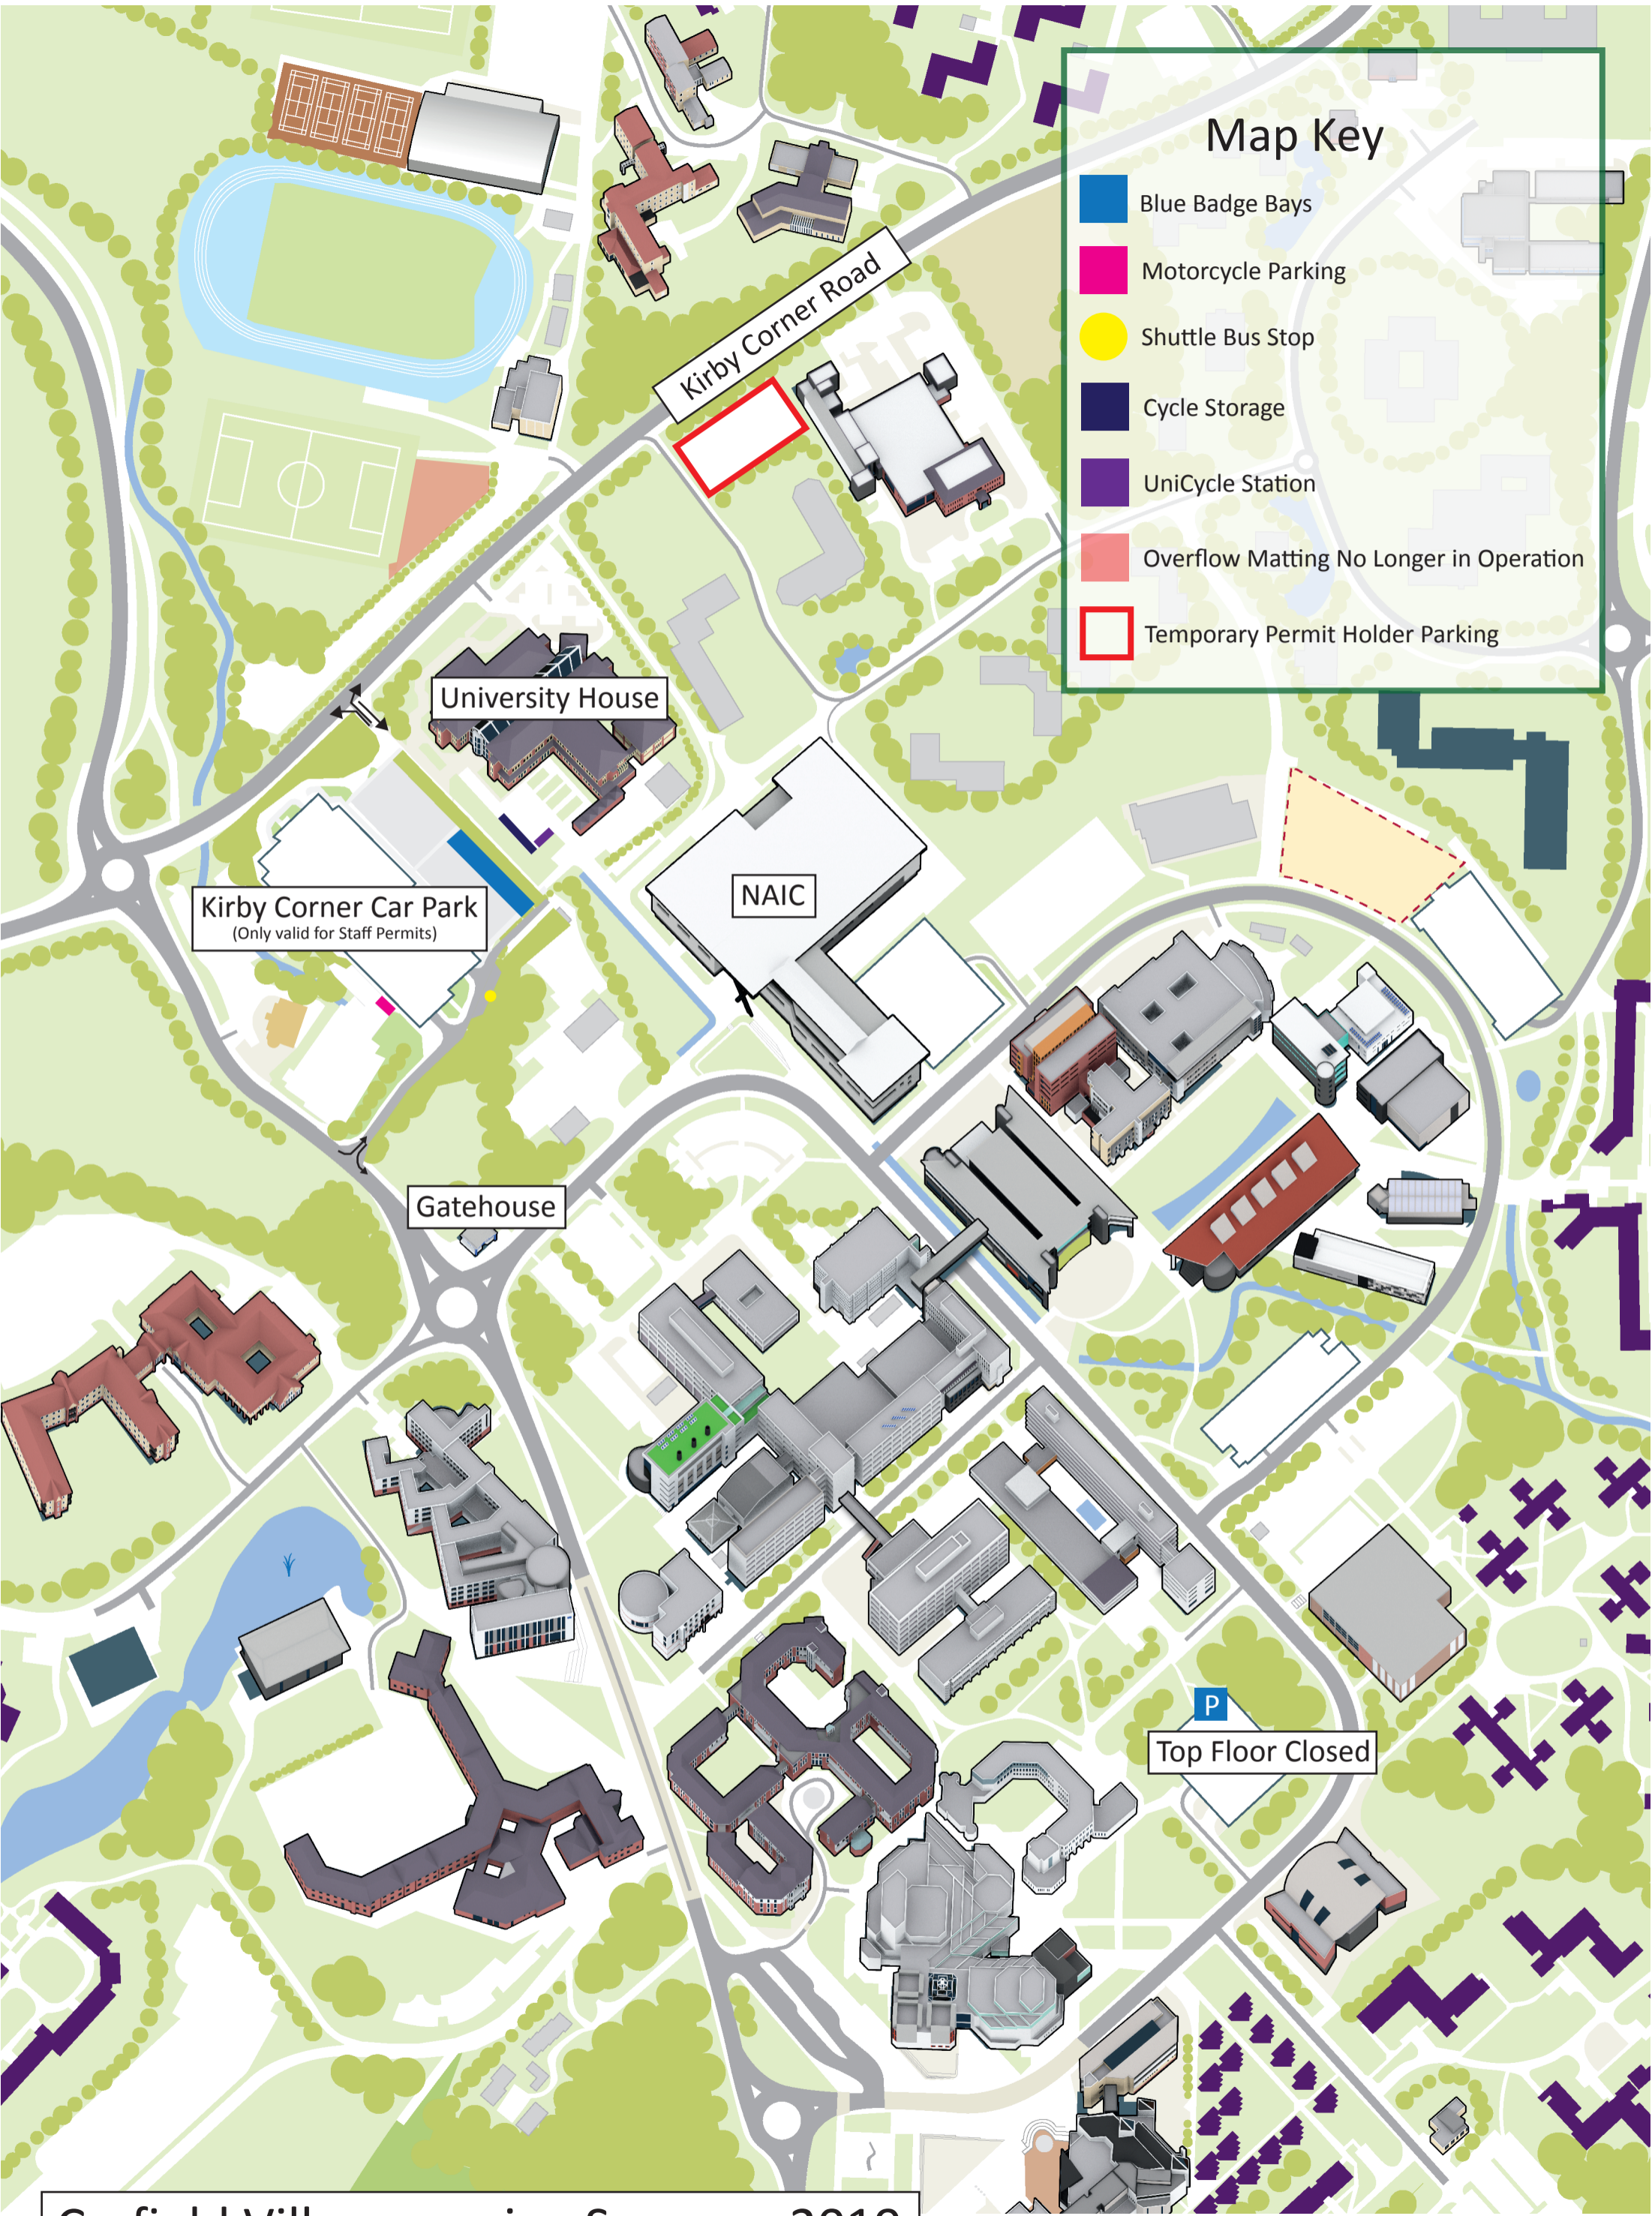 Map Key
Blue Badge Bays
Motorcycle Parking
Shuttle Bus Stop
Cycle Storage
UniCycle Station
Overflow Matting No Longer in Operation
Temporary Permit Holder Parking
Kirby Corner Road
University House
NAIC
Kirby Corner Car Park
(Only valid for Staff Permits)
Gatehouse
P
Top Floor Closed
2019